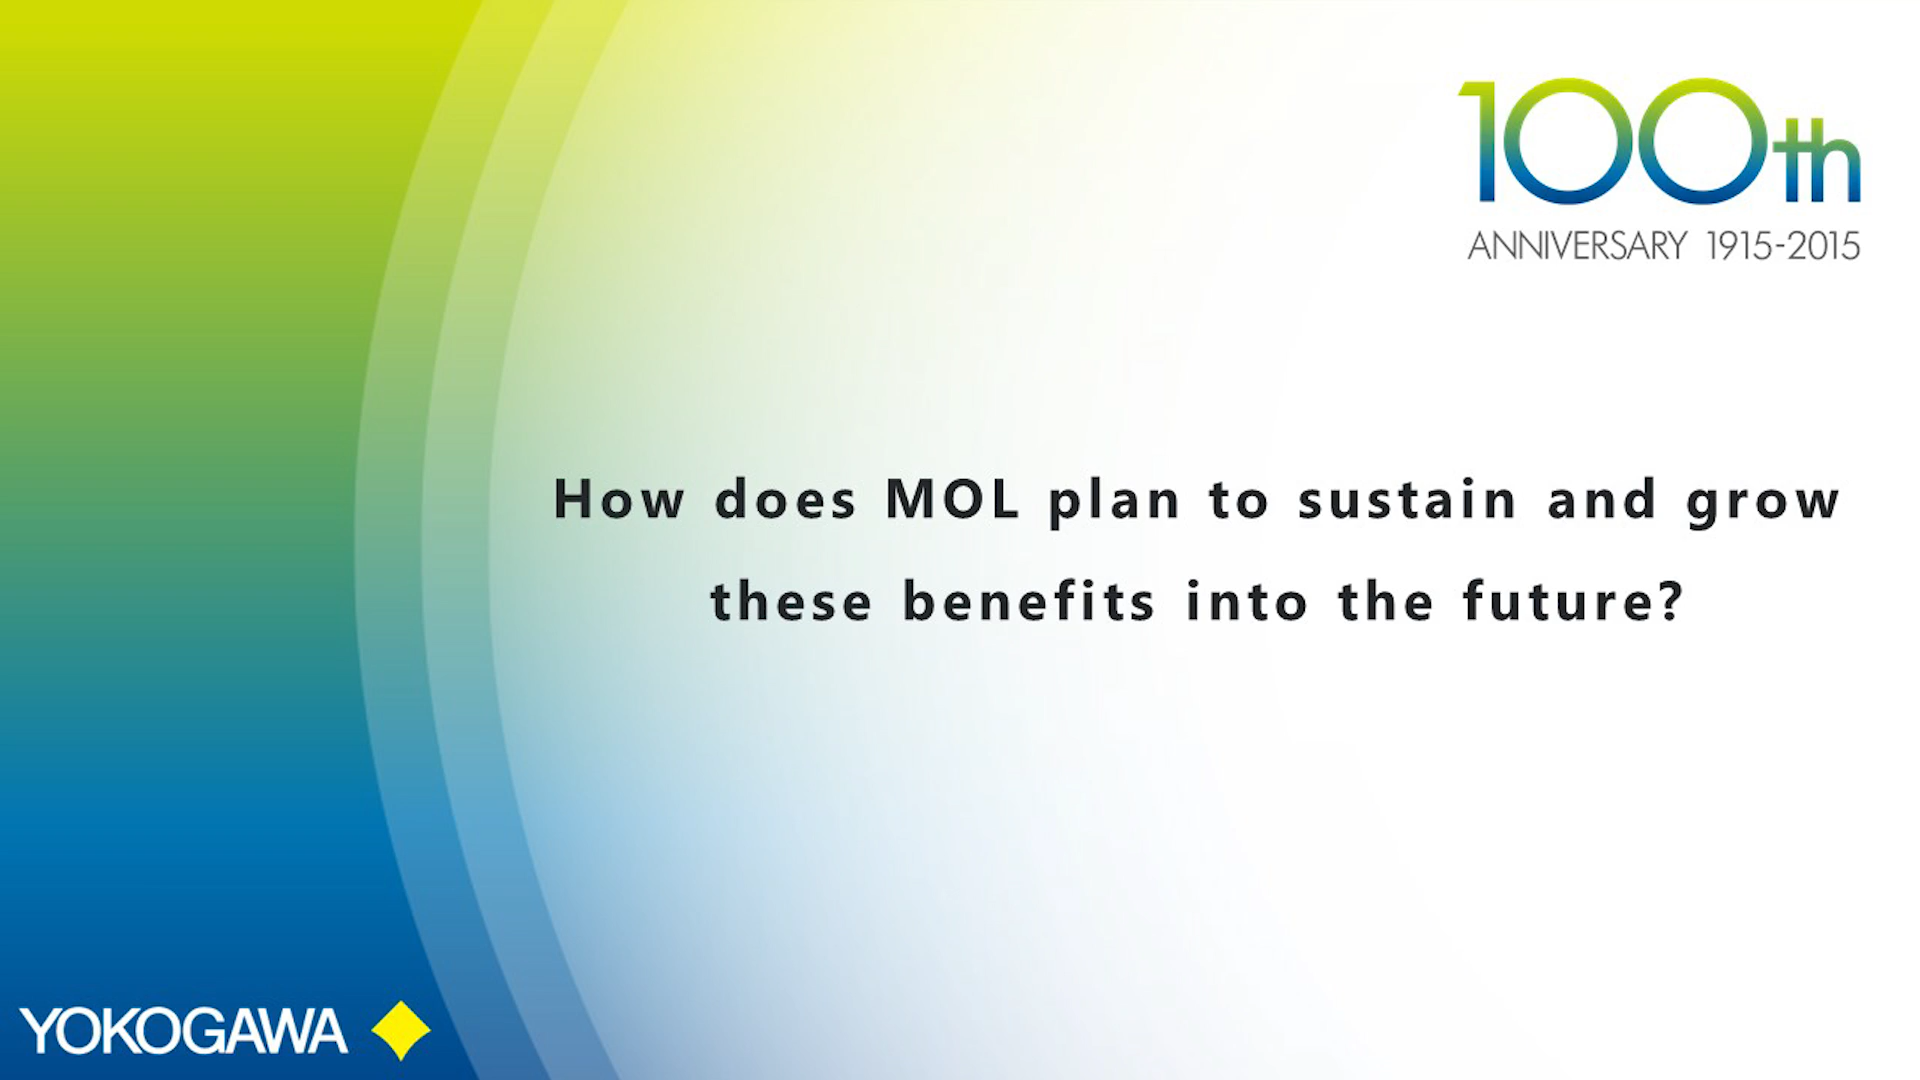 100th
ANNIVERSARY 1915-2015
How does MOL plan to sustain and grow
these benefits into the future?
YOKOGAWA